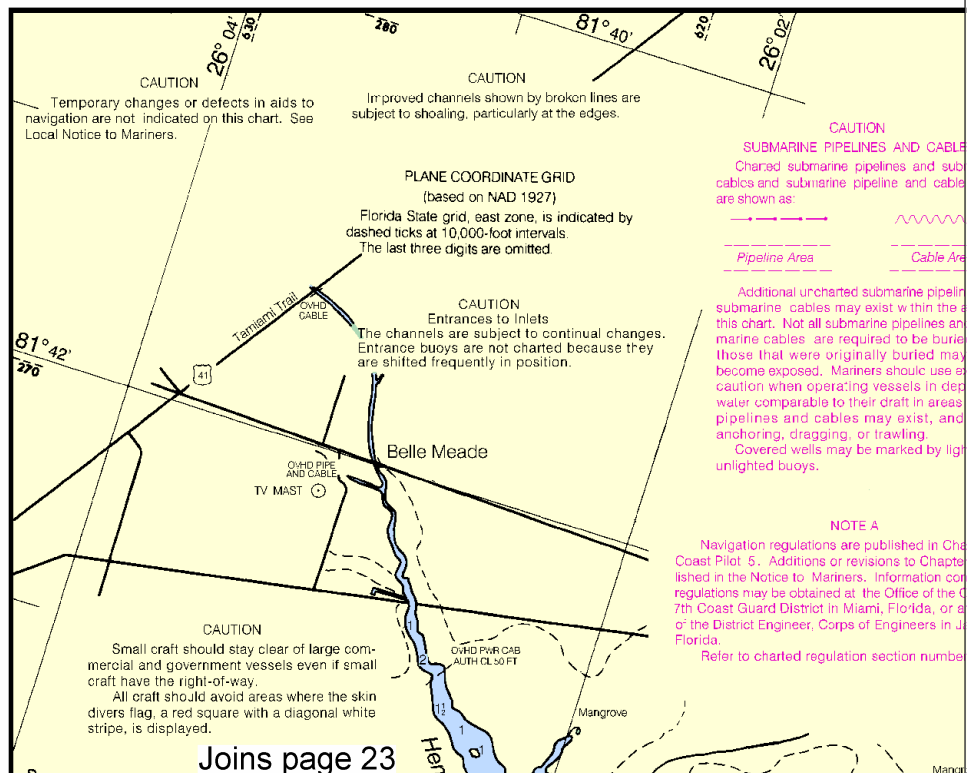 26° 04'
630
280
81° 40'
620
26° 02'
CAUTION
Temporary changes or defects in aids to
navigation are not indicated on this chart. See
Local Notice to Mariners.
CAUTION
Improved channels shown by broken lines are
subject to shoaling, particularly at the edges.
CAUTION
SUBMARINE PIPELINES AND CABLE
Charted submarine pipelines and sub
cables and submarine pipeline and cable
are shown as:
Pipeline Area
Cable Are
Additional uncharted submarine pipelin
submarine cables may exist within the a
this chart. Not all submarine pipelines and
marine cables are required to be burie
those that were originally buried may
become exposed. Mariners should use ex
caution when operating vessels in dep
water comparable to their draft in areas
pipelines and cables may exist, and
anchoring, dragging, or trawling.
Covered wells may be marked by ligh
unlighted buoys.
PLANE COORDINATE GRID
(based on NAD 1927)
Florida State grid, east zone, is indicated by
dashed ticks at 10,000-foot intervals.
The last three digits are omitted.
Tamiami Trail
OVHD
CABLE
CAUTION
Entrances to Inlets
The channels are subject to continual changes.
Entrance buoys are not charted because they
are shifted frequently in position.
81° 42'
270
41
Belle Meade
OVHD PIPE
AND CABLE
TV MAST
NOTE A
Navigation regulations are published in Cha
Coast Pilot 5. Additions or revisions to Chapte
lished in the Notice to Mariners. Information con
regulations may be obtained at the Office of the C
7th Coast Guard District in Miami, Florida, or a
of the District Engineer, Corps of Engineers in Ja
Florida.
Refer to charted regulation section number
CAUTION
Small craft should stay clear of large com-
mercial and government vessels even if small
craft have the right-of-way.
All craft should avoid areas where the skin
divers flag, a red square with a diagonal white
stripe, is displayed.
1
2
OVHD PWR CAB
AUTH CL 50 FT
1½
1
1
Mangrove
Hen
Joins page 23
Mangr